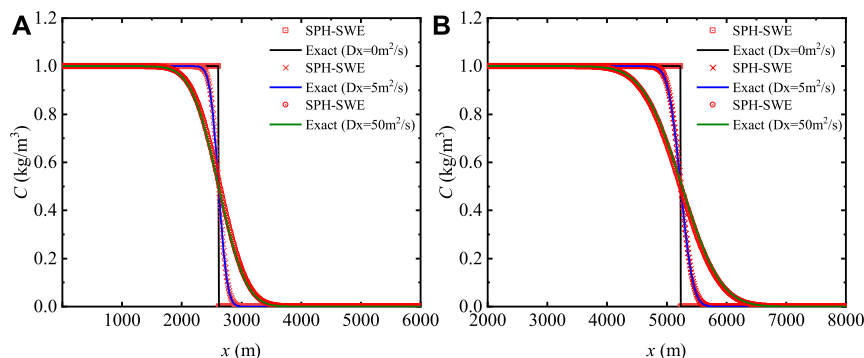 A
1.2
1.0
0.8
0.6
0.4
0.2
0.0
C (kg/m³)
1000 2000 3000 4000 5000 6000
x (m)
SPH-SWE
Exact (Dx=0m²/s)
SPH-SWE
Exact (Dx=5m²/s)
SPH-SWE
Exact (Dx=50m²/s)
B
1.2
1.0
0.8
0.6
0.4
0.2
0.0
C (kg/m³)
2000 3000 4000 5000 6000 7000 8000
x (m)
SPH-SWE
Exact (Dx=0m²/s)
SPH-SWE
Exact (Dx=5m²/s)
SPH-SWE
Exact (Dx=50m²/s)